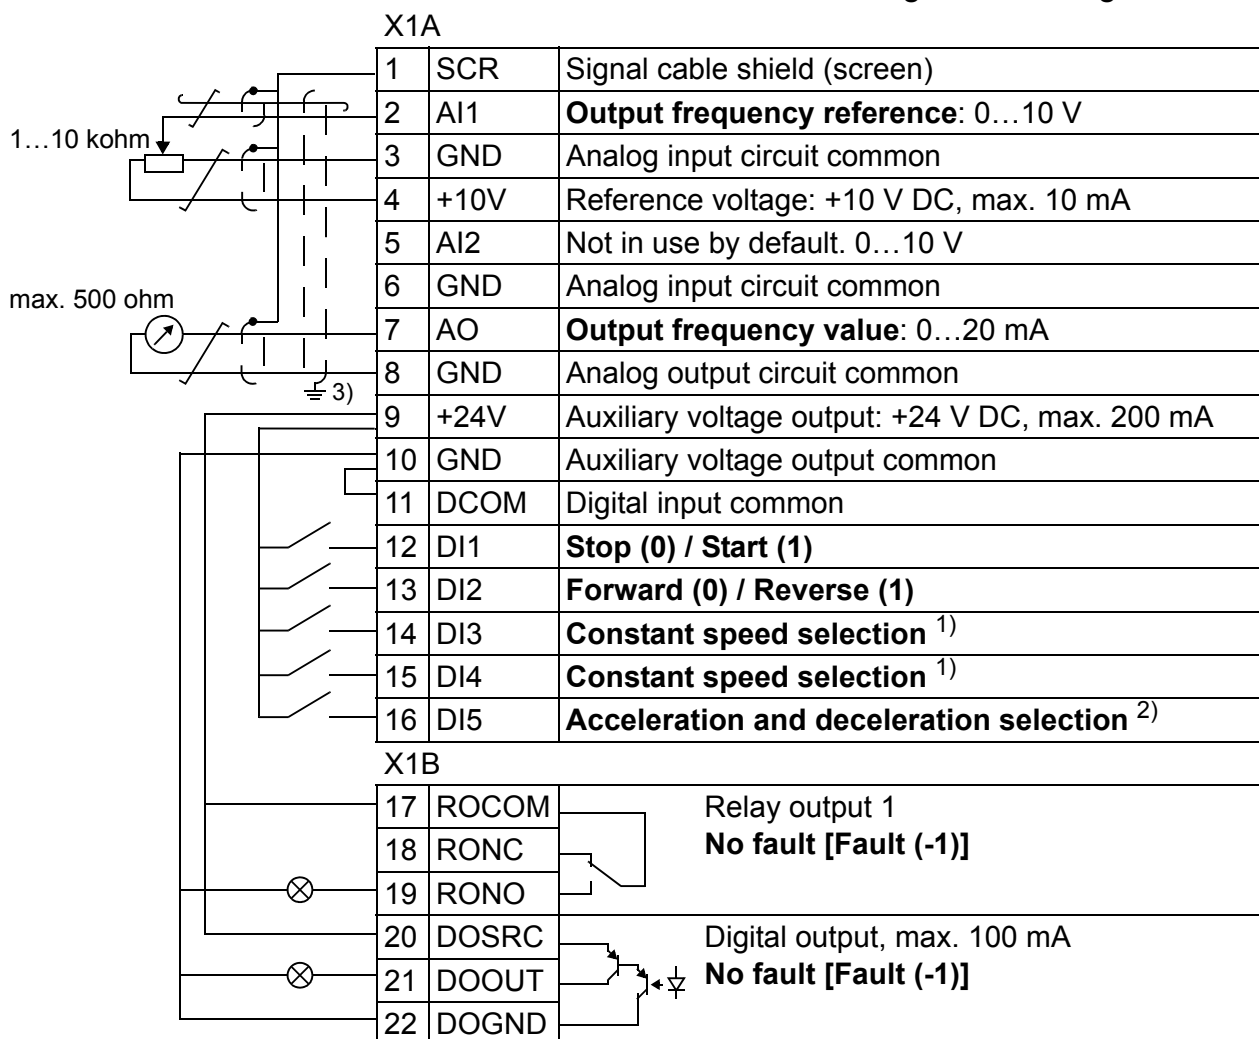 X1A
1 SCR Signal cable shield (screen)
2 AI1 Output frequency reference: 0…10 V
1…10 kohm
3 GND Analog input circuit common
4 +10V Reference voltage: +10 V DC, max. 10 mA
5 AI2 Not in use by default. 0…10 V
6 GND Analog input circuit common
max. 500 ohm
7 AO Output frequency value: 0…20 mA
8 GND Analog output circuit common
3)
9 +24V Auxiliary voltage output: +24 V DC, max. 200 mA
10 GND Auxiliary voltage output common
11 DCOM Digital input common
12 DI1 Stop (0) / Start (1)
13 DI2 Forward (0) / Reverse (1)
14 DI3 Constant speed selection 1)
15 DI4 Constant speed selection 1)
16 DI5 Acceleration and deceleration selection 2)
X1B
17 ROCOM Relay output 1
18 RONC No fault [Fault (-1)]
19 RONO
20 DOSRC Digital output, max. 100 mA
21 DOOUT No fault [Fault (-1)]
22 DOGND